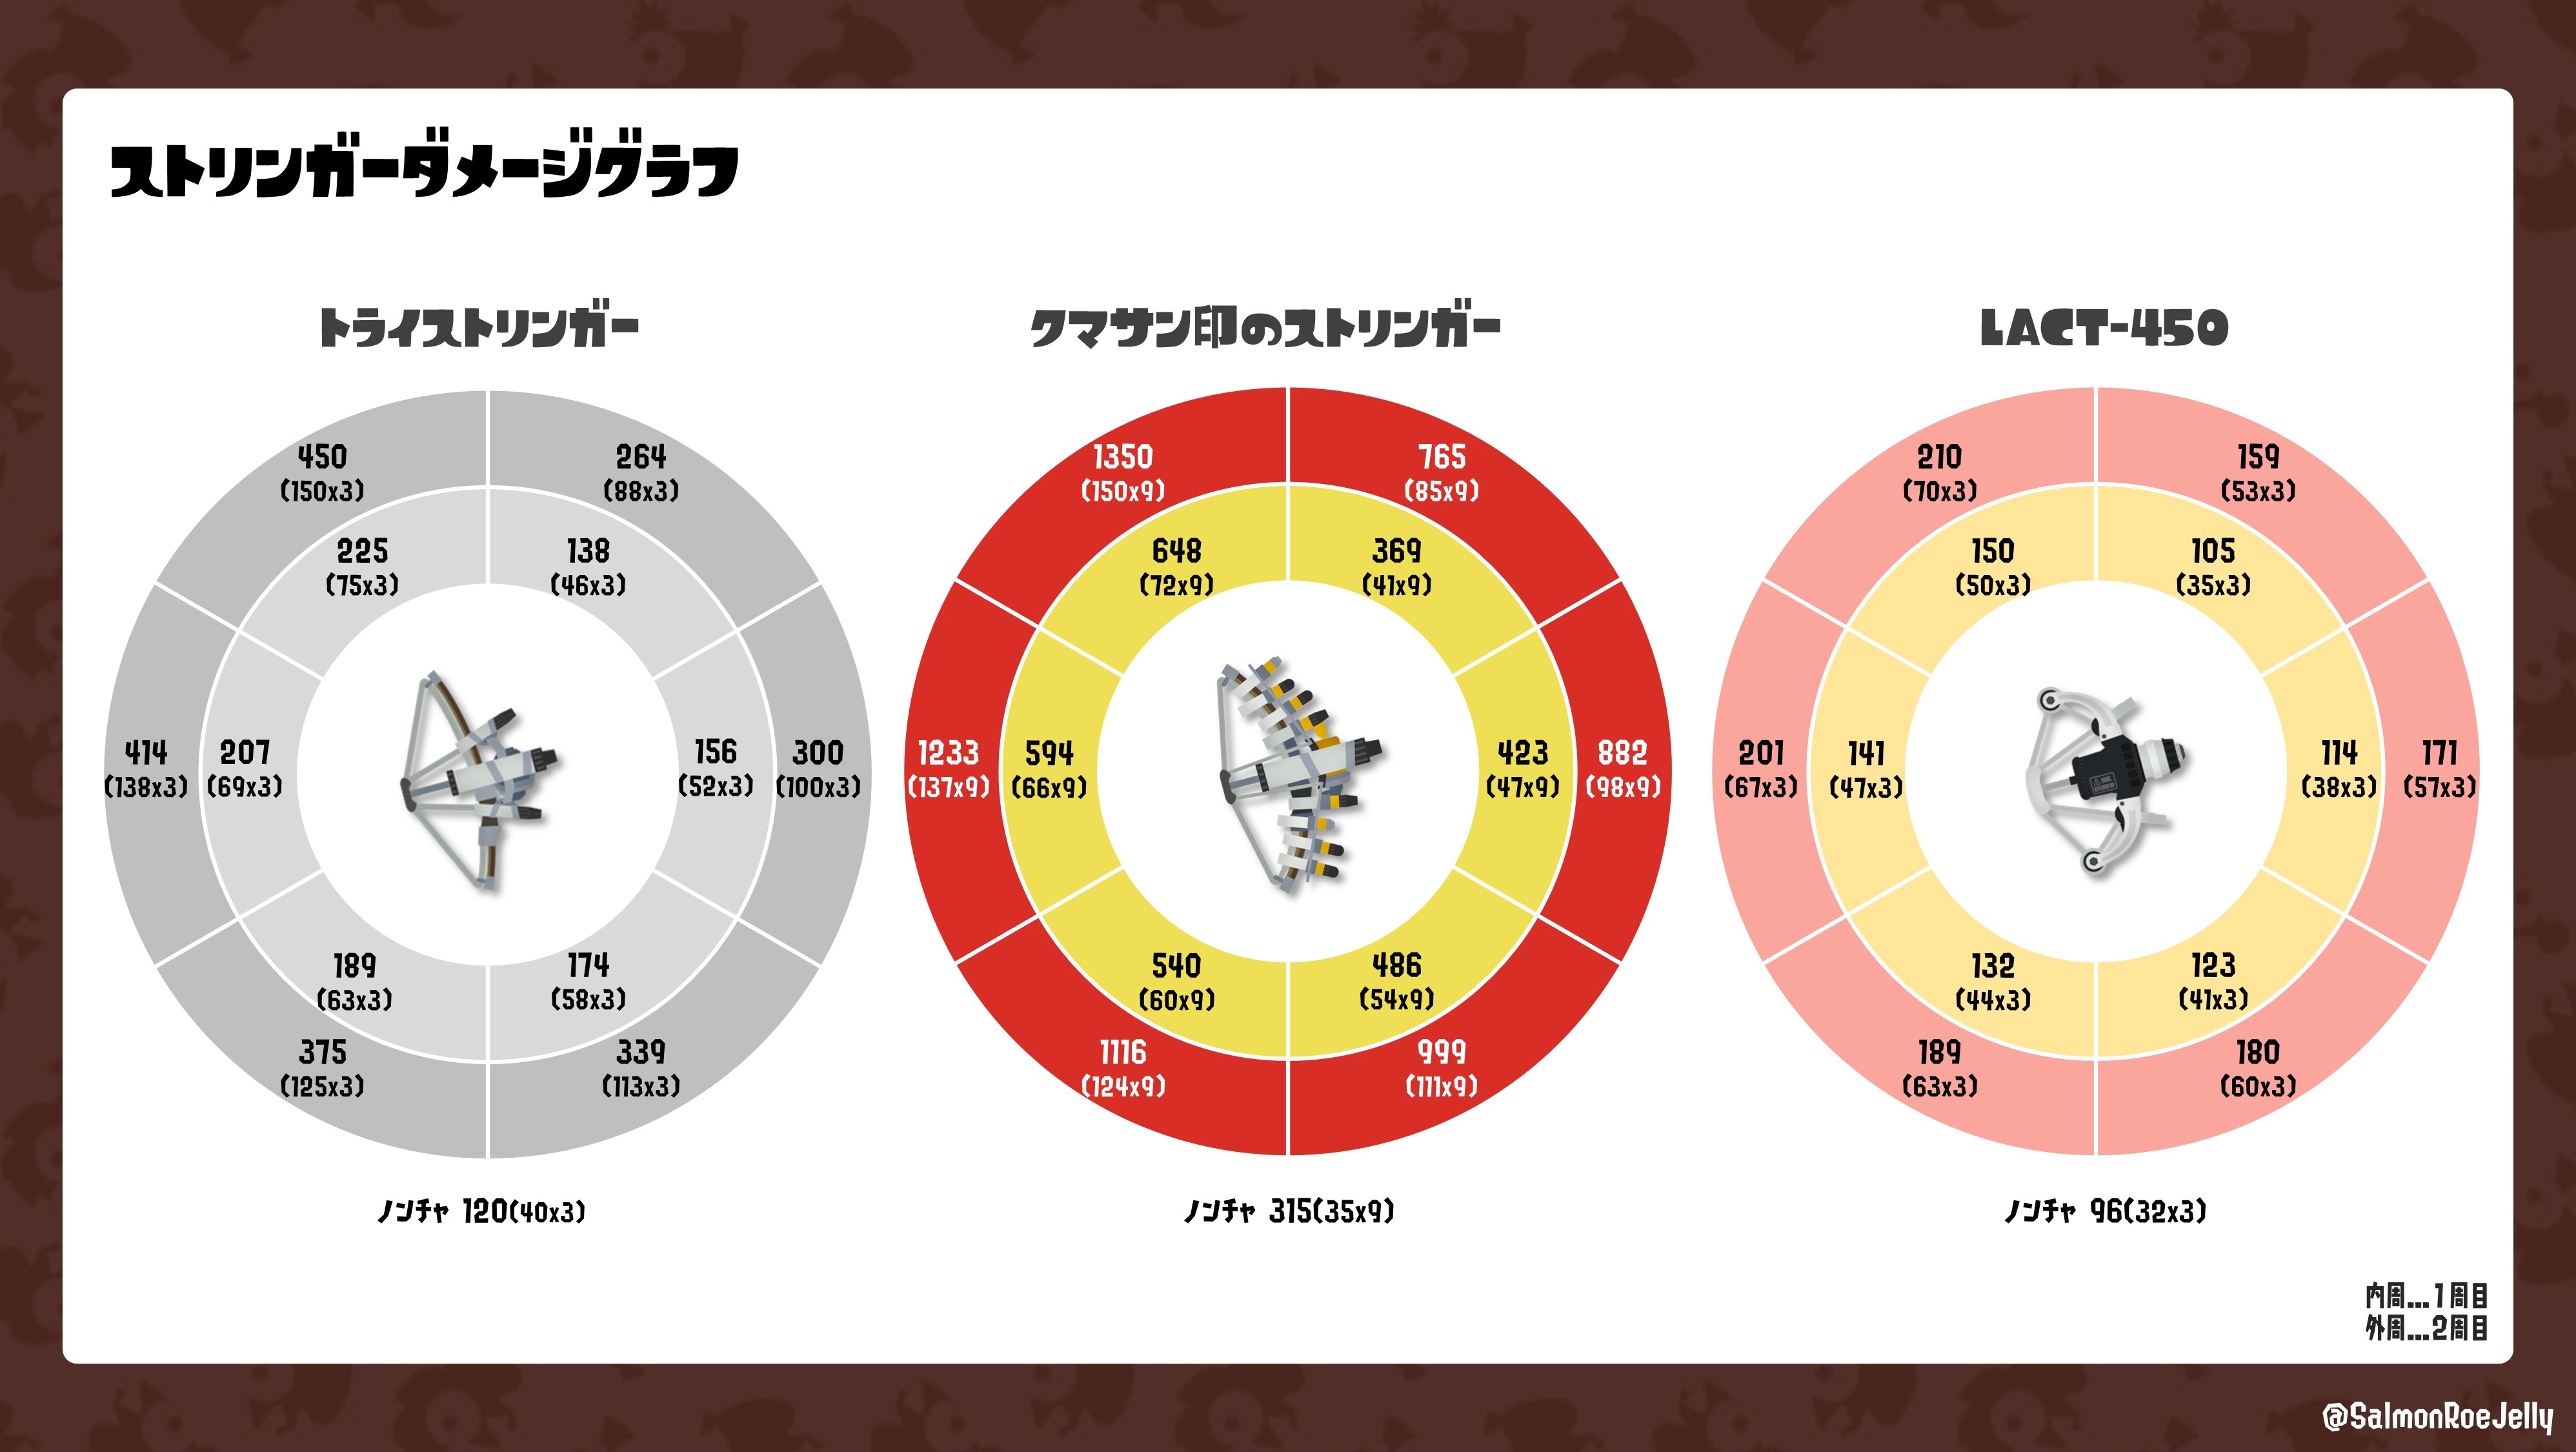 ストリンガーダメージグラフ
トライストリンガー
450
(150x3)
264
(88x3)
225
(75x3)
138
(46x3)
414
(138x3)
207
(69x3)
156
(52x3)
300
(100x3)
189
(63x3)
174
(58x3)
375
(125x3)
339
(113x3)
ノンチャ 120(40x3)
クマサン印のストリンガー
1350
(150x9)
765
(85x9)
648
(72x9)
369
(41x9)
1233
(137x9)
594
(66x9)
423
(47x9)
882
(98x9)
540
(60x9)
486
(54x9)
1116
(124x9)
999
(111x9)
ノンチャ 315(35x9)
LACT-450
210
(70x3)
159
(53x3)
150
(50x3)
105
(35x3)
201
(67x3)
141
(47x3)
114
(38x3)
171
(57x3)
132
(44x3)
123
(41x3)
189
(63x3)
180
(60x3)
ノンチャ 96(32x3)
内周...1周目
外周...2周目
@SalmonRoeJelly